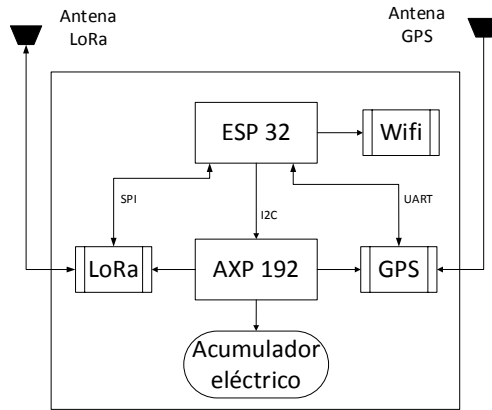 Antena
LoRa
Antena
GPS
ESP 32
Wifi
SPI
UART
I2C
LoRa
AXP 192
GPS
Acumulador
eléctrico